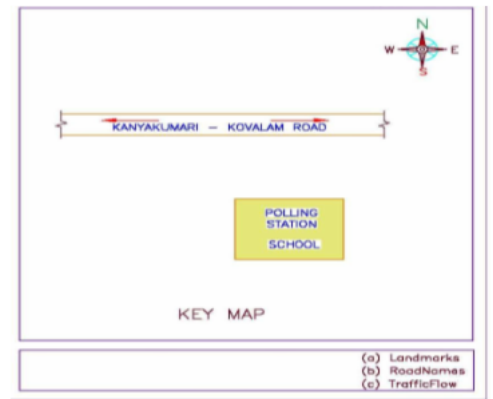 N
W E
S
KANYAKUMARI – KOVALAM ROAD
POLLING
STATION
SCHOOL
KEY MAP
(a) Landmarks
(b) RoadNames
(c) TrafficFlow